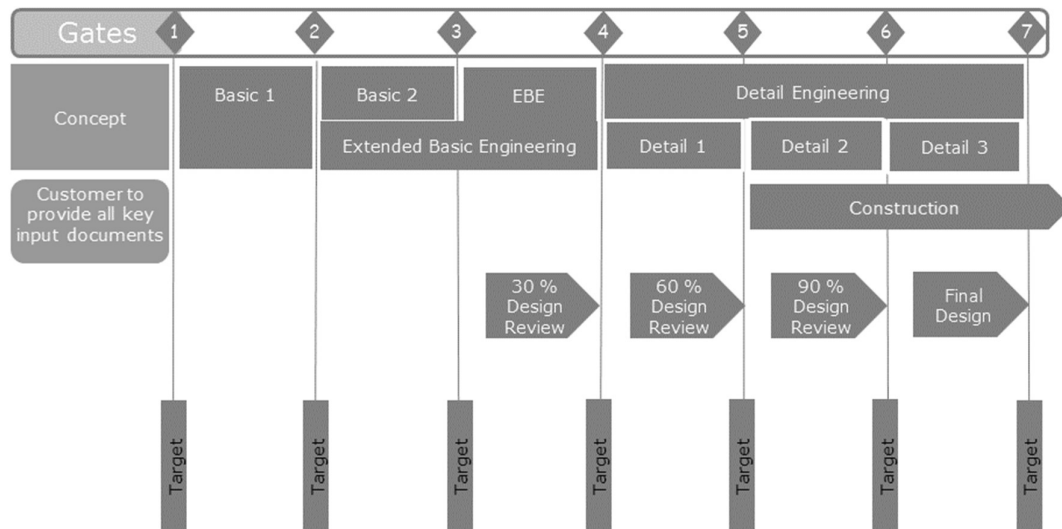 Gates 1 2 3 4 5 6 7
Concept
Basic 1
Basic 2
EBE
Detail Engineering
Extended Basic Engineering
Detail 1
Detail 2
Detail 3
Customer to
provide all key
input documents
Construction
30 %
Design
Review
60 %
Design
Review
90 %
Design
Review
Final
Design
Target
Target
Target
Target
Target
Target
Target